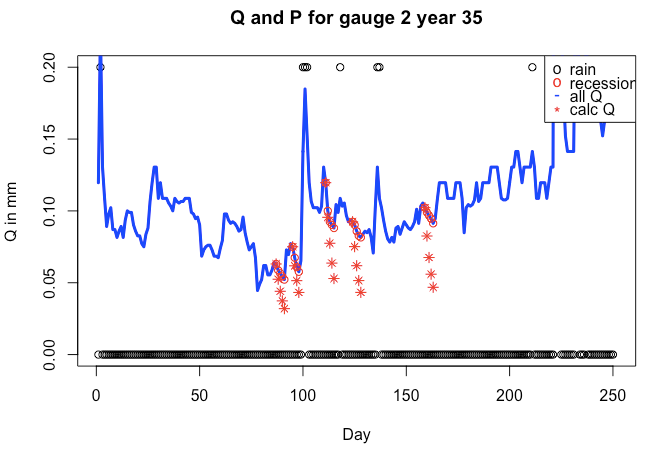 Q and P for gauge 2 year 35
Q in mm
0.20
0.15
0.10
0.05
0.00
o rain
o recession
- all Q
* calc Q
0 50 100 150 200 250
Day